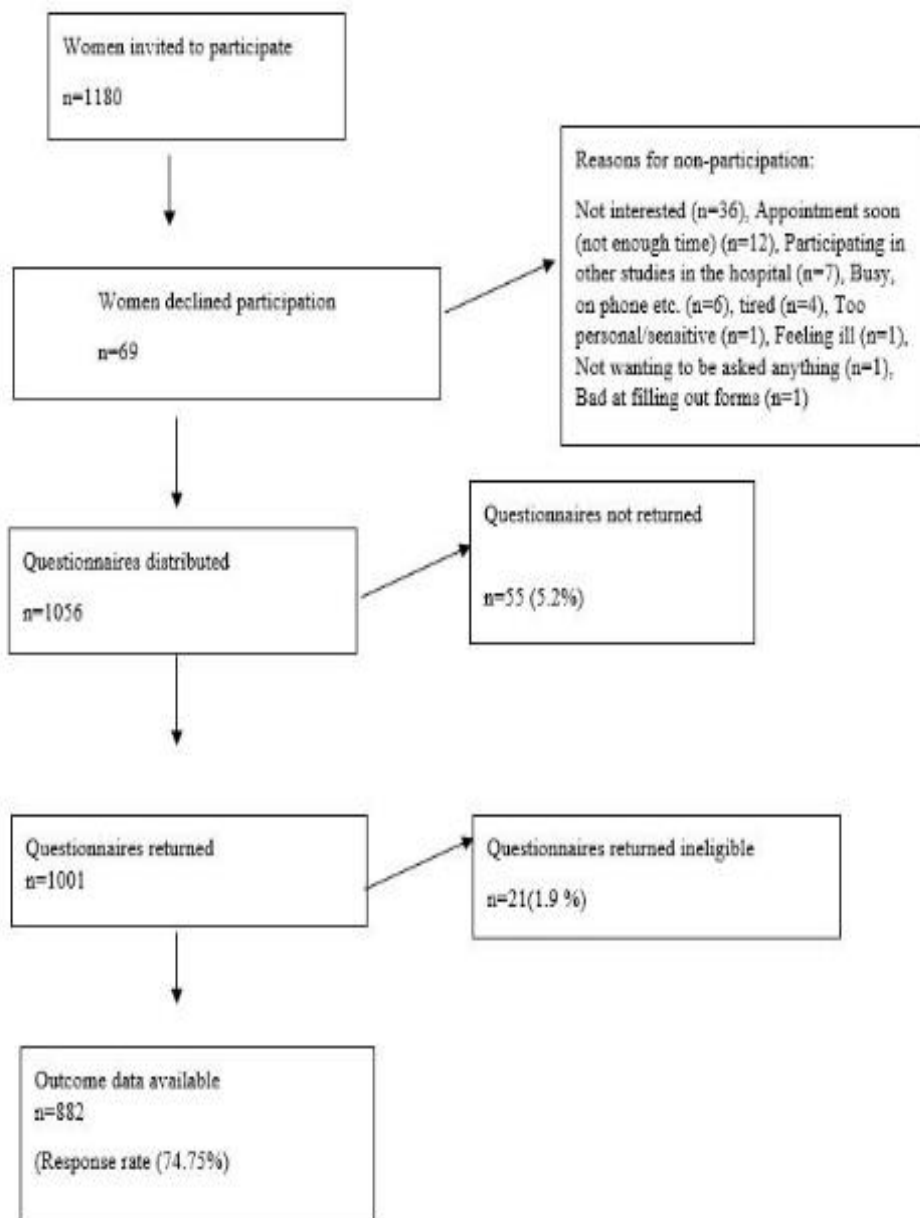 Women invited to participate
n=1180
Reasons for non-participation:
Not interested (n=36), Appointment soon
(not enough time) (n=12), Participating in
other studies in the hospital (n=7), Busy,
on phone etc. (n=6), tired (n=4), Too
personal/sensitive (n=1), Feeling ill (n=1),
Not wanting to be asked anything (n=1),
Bad at filling out forms (n=1)
Women declined participation
n=69
Questionnaires distributed
n=1056
Questionnaires not returned
n=55 (5.2%)
Questionnaires returned
n=1001
Questionnaires returned ineligible
n=21(1.9 %)
Outcome data available
n=882
(Response rate (74.75%)